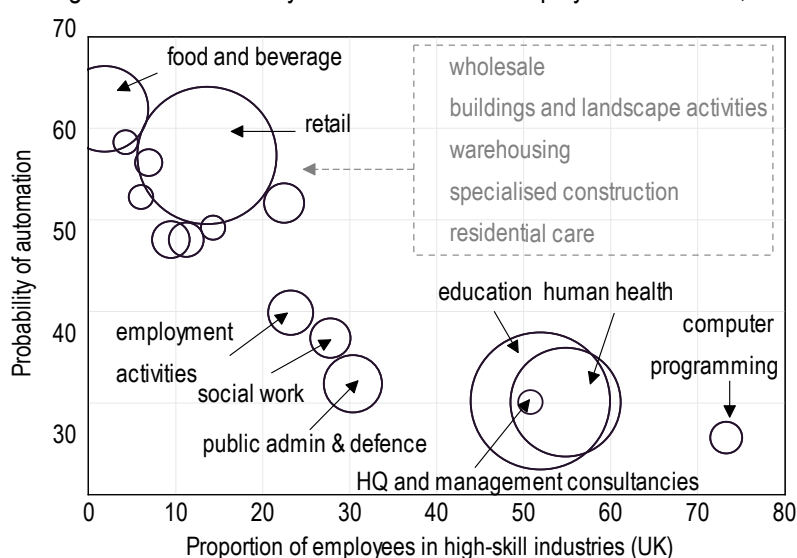 70
60
50
40
30
Probability of automation
food and beverage
retail
wholesale
buildings and landscape activities
warehousing
specialised construction
residential care
education human health
computer
programming
employment
activities
social work
public admin & defence
HQ and management consultancies
0 10 20 30 40 50 60 70 80
Proportion of employees in high-skill industries (UK)